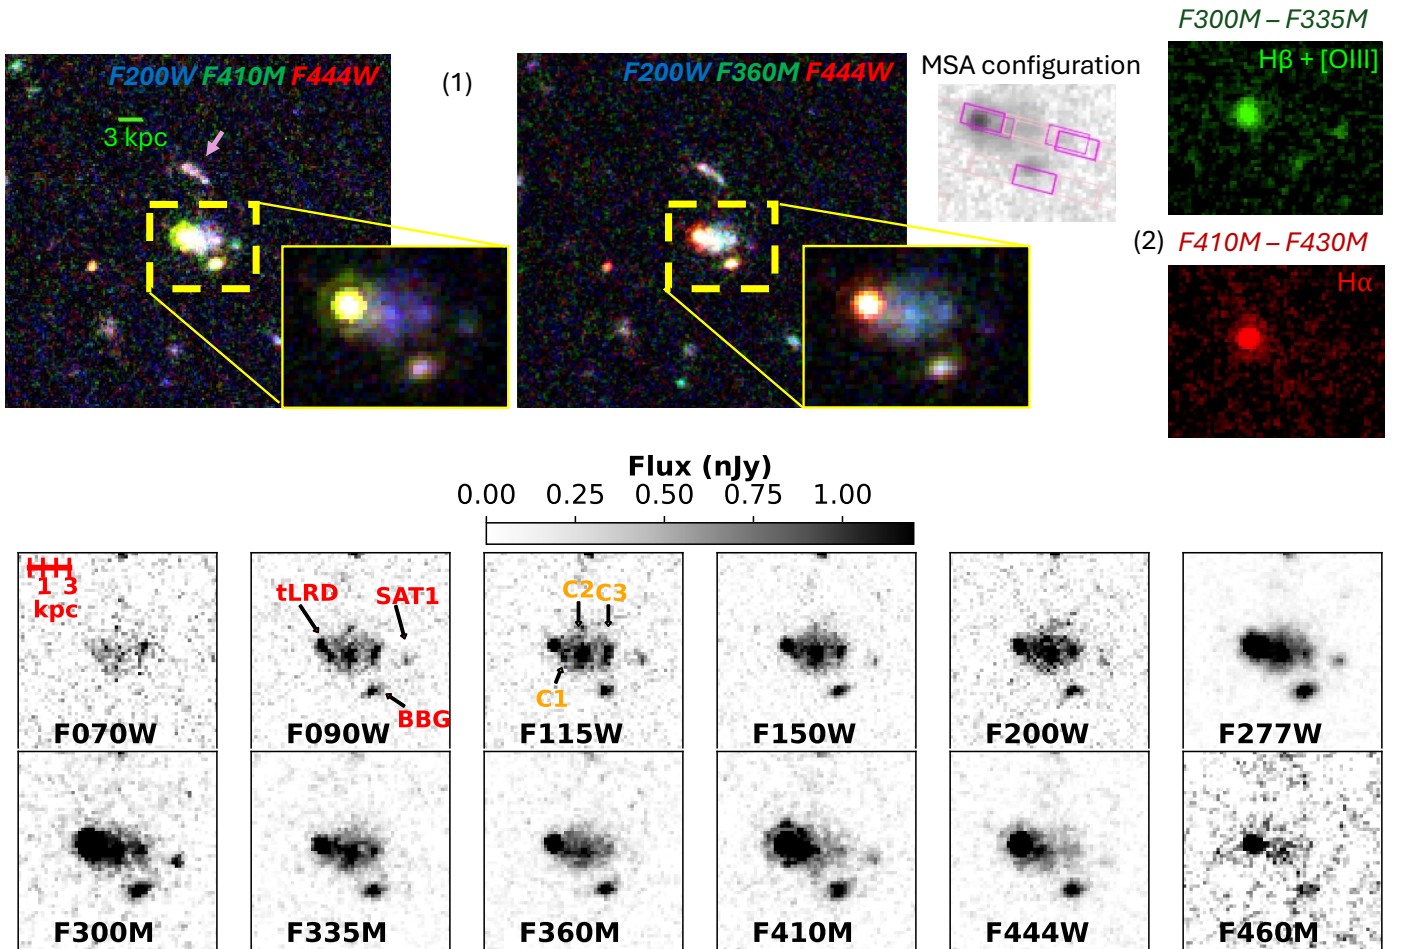 F300M – F335M
F200W F410M F444W
(1)
F200W F360M F444W
MSA configuration
Hβ + [OIII]
3 kpc
(2)
F410M – F430M
Hα
Flux (nJy)
0.00 0.25 0.50 0.75 1.00
1 3
kpc
tLRD
SAT1
BBG
C2
C3
C1
F070W
F090W
F115W
F150W
F200W
F277W
F300M
F335M
F360M
F410M
F444W
F460M